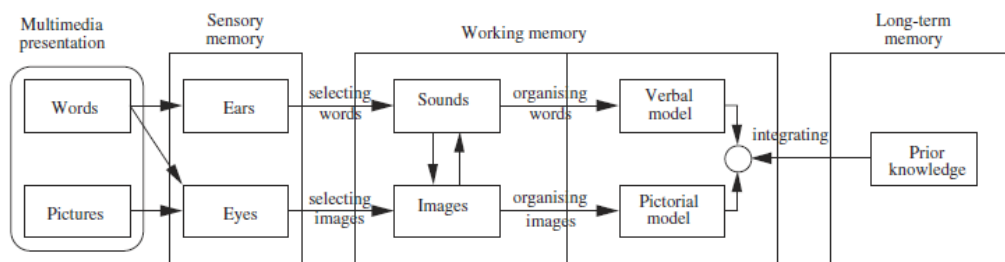 Multimedia
presentation
Sensory
memory
Working memory
Long-term
memory
Words
Ears
selecting
words
Sounds
organising
words
Verbal
model
integrating
Prior
knowledge
Pictures
Eyes
selecting
images
Images
organising
images
Pictorial
model